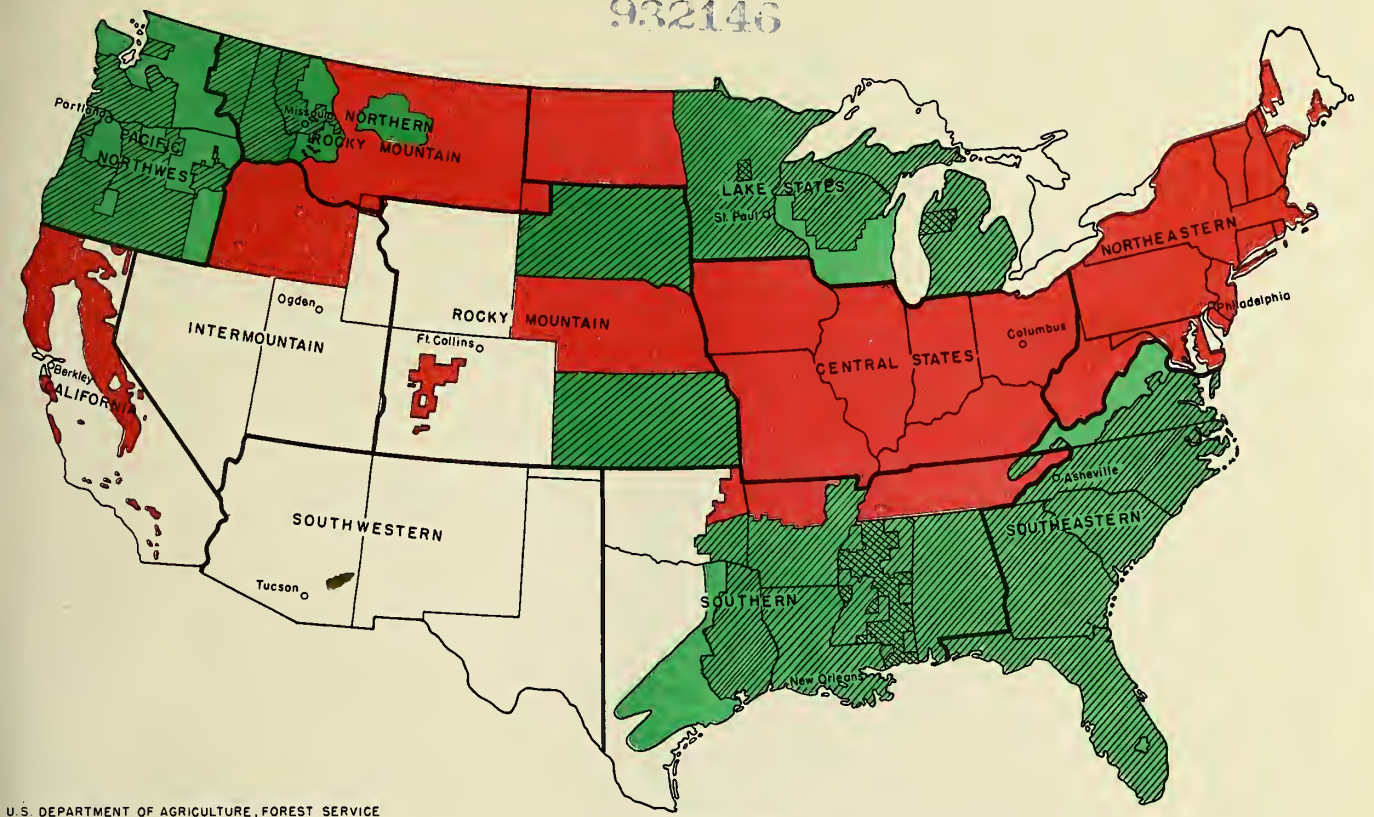 932146
Portland
PACIFIC
NORTHWEST
NORTHERN
ROCKY MOUNTAIN
LAKE STATES
St. Paul
NORTHEASTERN
Philadelphia
Ogden
INTERMOUNTAIN
ROCKY MOUNTAIN
Ft. Collins
Columbus
CENTRAL STATES
Berkley
CALIFORNIA
Asheville
SOUTHEASTERN
SOUTHWESTERN
Tucson
SOUTHERN
New Orleans
U.S. DEPARTMENT OF AGRICULTURE, FOREST SERVICE